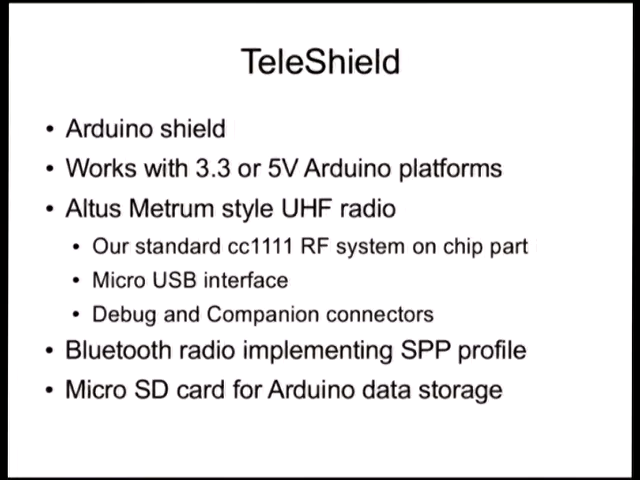 TeleShield
• Arduino shield
• Works with 3.3 or 5V Arduino platforms
• Altus Metrum style UHF radio
• Our standard cc1111 RF system on chip part
• Micro USB interface
• Debug and Companion connectors
• Bluetooth radio implementing SPP profile
• Micro SD card for Arduino data storage